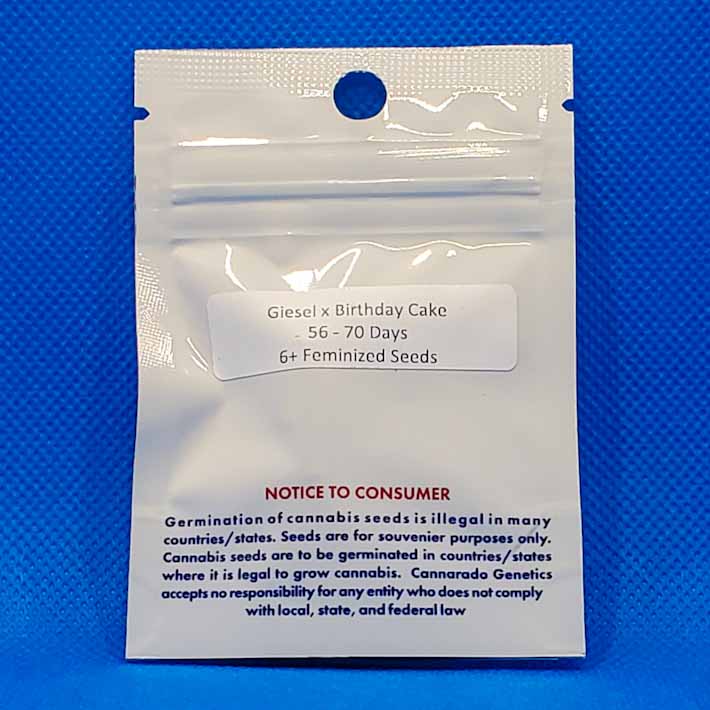 Giesel x Birthday Cake
56 - 70 Days
6+ Feminized Seeds
NOTICE TO CONSUMER
Germination of cannabis seeds is illegal in many
countries/states. Seeds are for souvenier purposes only.
Cannabis seeds are to be germinated in countries/states
where it is legal to grow cannabis. Cannarado Genetics
accepts no responsibility for any entity who does not comply
with local, state, and federal law